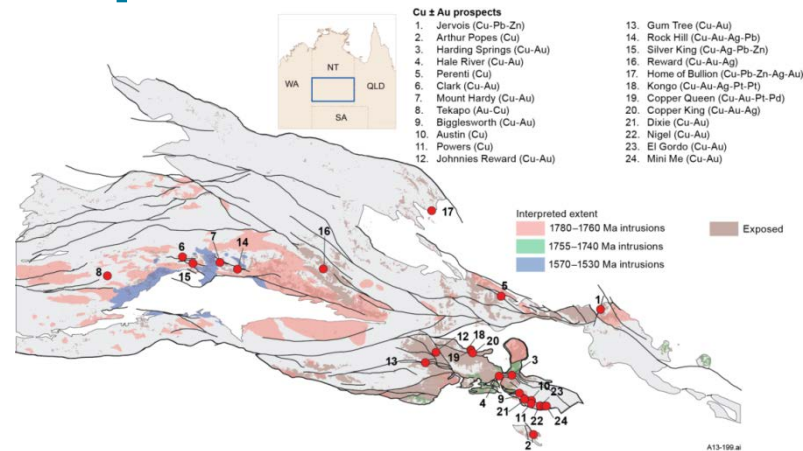 Cu ± Au prospects
1. Jervois (Cu-Pb-Zn)
2. Arthur Popes (Cu)
3. Harding Springs (Cu-Au)
4. Hale River (Cu-Au)
5. Perenti (Cu)
6. Clark (Cu-Au)
7. Mount Hardy (Cu-Au)
8. Tekapo (Au-Cu)
9. Bigglesworth (Cu-Au)
10. Austin (Cu)
11. Powers (Cu)
12. Johnnies Reward (Cu-Au)
13. Gum Tree (Cu-Au)
14. Rock Hill (Cu-Au-Ag-Pb)
15. Silver King (Cu-Ag-Pb-Zn)
16. Reward (Cu-Au-Ag)
17. Home of Bullion (Cu-Pb-Zn-Ag-Au)
18. Kongo (Cu-Au-Ag-Pt-Pt)
19. Copper Queen (Cu-Au-Pt-Pd)
20. Copper King (Cu-Au-Ag)
21. Dixie (Cu-Au)
22. Nigel (Cu-Au)
23. El Gordo (Cu-Au)
24. Mini Me (Cu-Au)
WA
NT
QLD
SA
Interpreted extent
1780–1760 Ma intrusions
1755–1740 Ma intrusions
1570–1530 Ma intrusions
Exposed
17
16
6
7
14
8
15
5
1
12
18
20
13
19
3
4
9
10
23
21
11
22
24
2
A13-199.ai